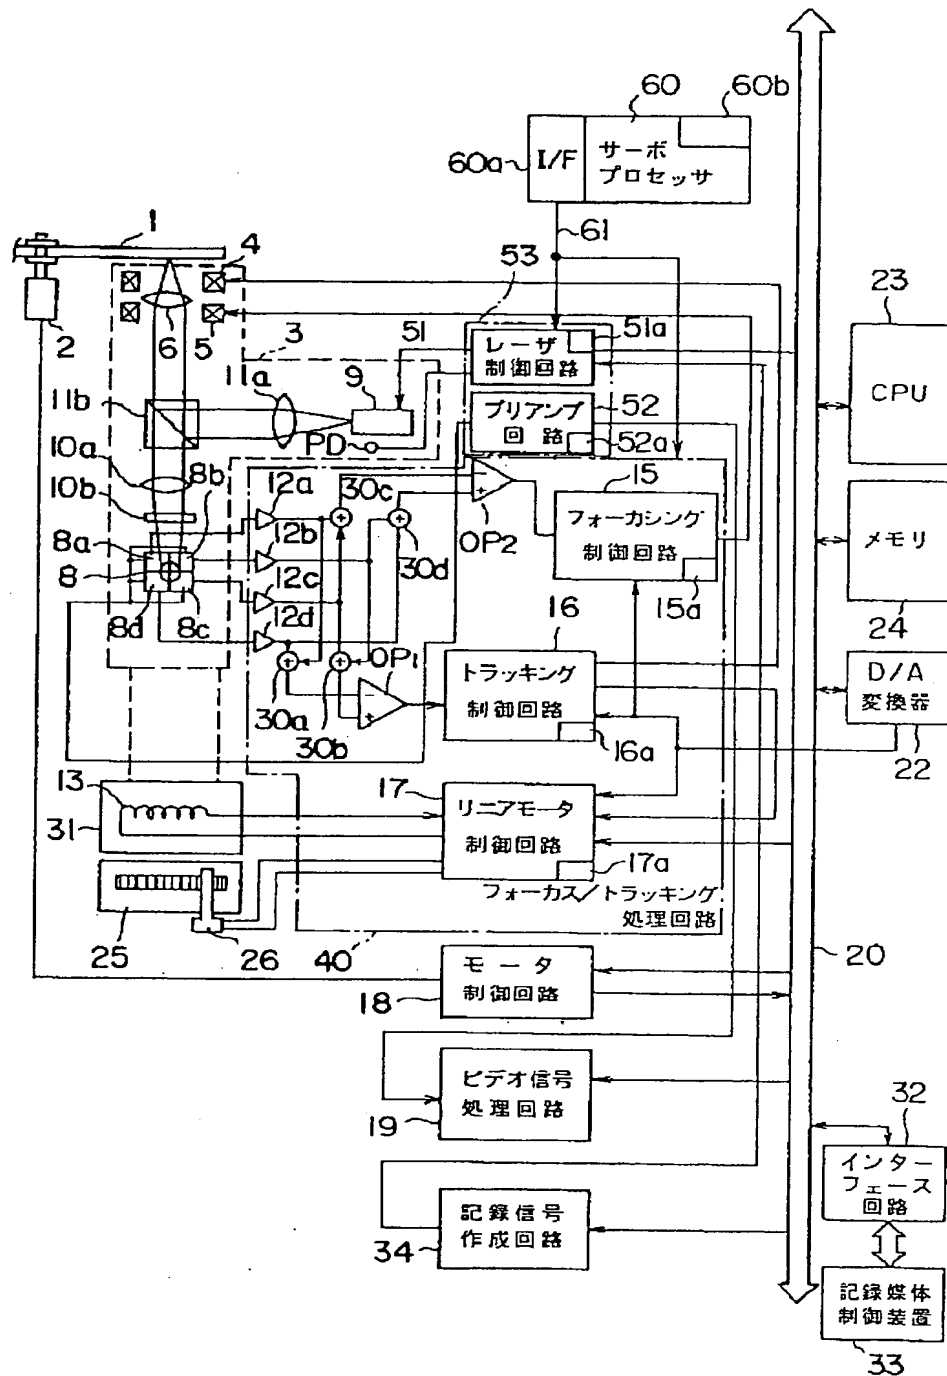 60
60b
60a
I/F
サーボ
プロセッサ
61
1
4
53
23
2
6
5
3
51
レーザ
制御回路
51a
CPU
11a
9
11b
プリアンプ
回路
52
52a
PD
10a
8b
12a
30c
15
10b
OP2
フォーカシング
制御回路
メモリ
8a
12b
30d
8
12c
15a
24
8d
8c
12d
16
OP1
トラッキング
制御回路
D/A
変換器
30a
30b
16a
22
13
17
リニアモータ
制御回路
31
17a
フォーカス/トラッキング
処理回路
25
26
40
モータ
制御回路
20
18
ビデオ信号
処理回路
19
32
インター
フェース
回路
記録信号
作成回路
34
記録媒体
制御装置
33